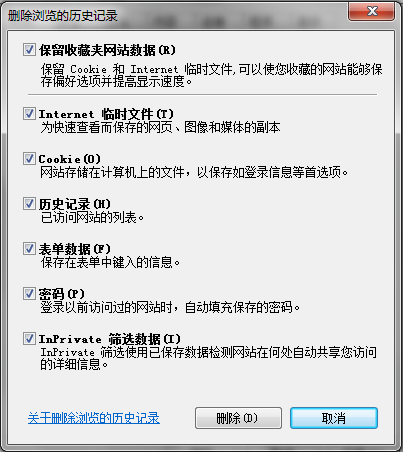 删除浏览的历史记录
保留收藏夹网站数据(R)
保留 Cookie 和 Internet 临时文件,可以使您收藏的网站能够保
存偏好选项并提高显示速度。
Internet 临时文件(T)
为快速查看而保存的网页、图像和媒体的副本
Cookie(O)
网站存储在计算机上的文件，以保存如登录信息等首选项。
历史记录(H)
已访问网站的列表。
表单数据(F)
保存在表单中键入的信息。
密码(P)
登录以前访问过的网站时，自动填充保存的密码。
InPrivate 筛选数据(I)
InPrivate 筛选使用已保存数据检测网站在何处自动共享您访问
的详细信息。
关于删除浏览的历史记录
删除(D)
取消